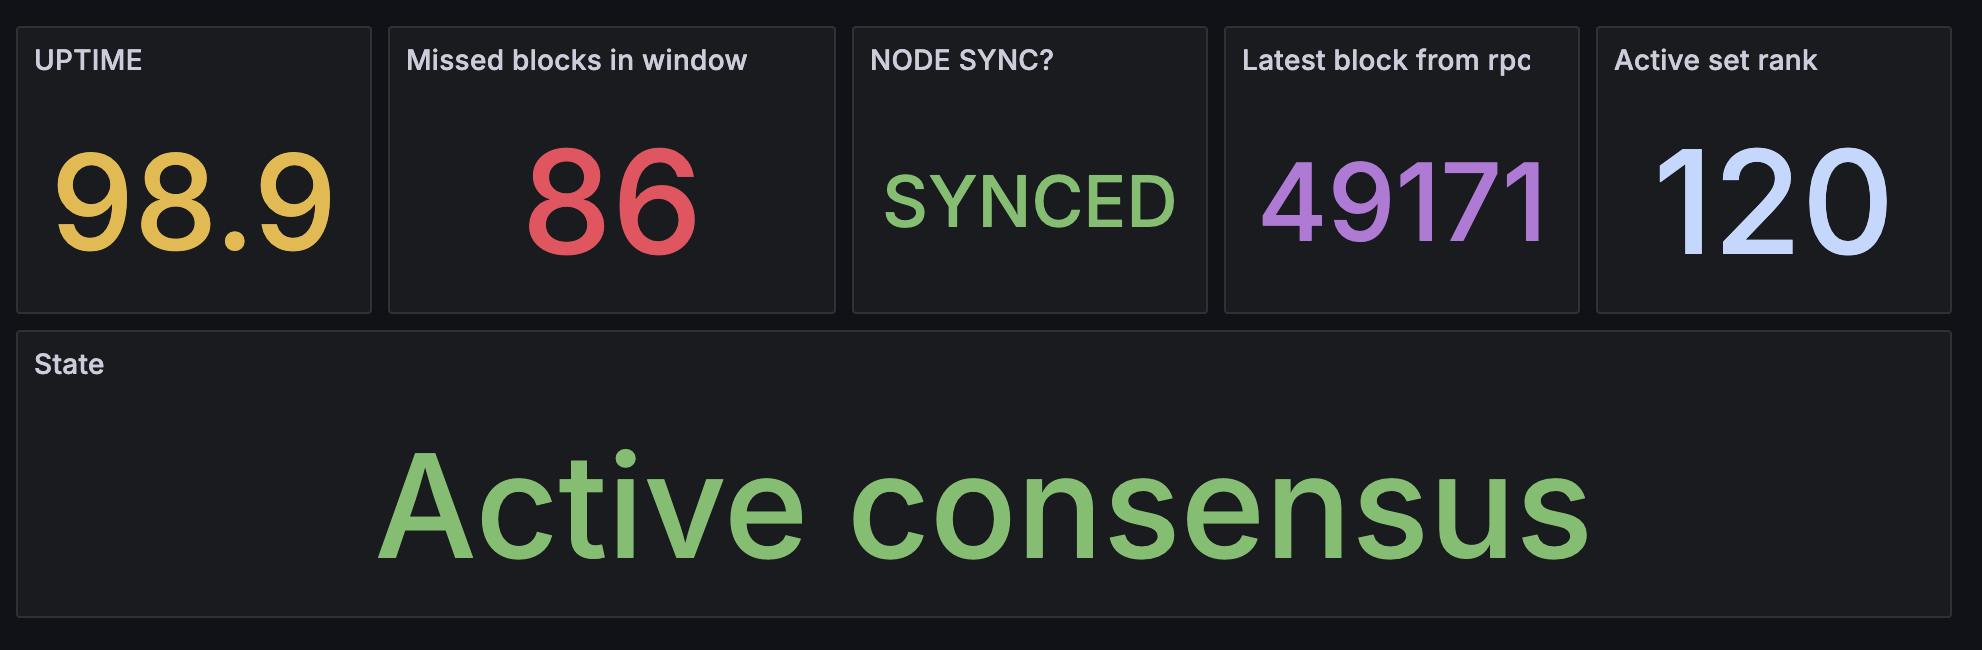 UPTIME
98.9
Missed blocks in window
86
NODE SYNC?
SYNCED
Latest block from rpc
49171
Active set rank
120
State
Active consensus